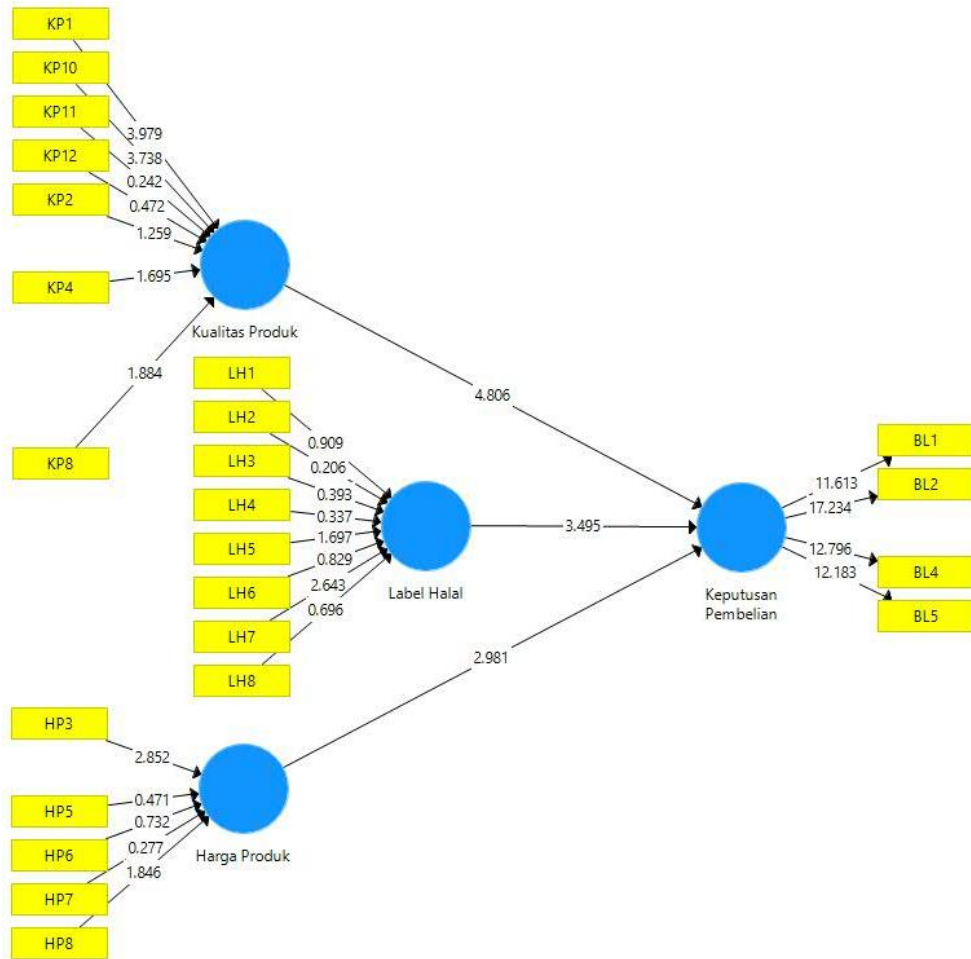 KP1
KP10
KP11
KP12
KP2
KP4
KP8
3.979
3.738
0.242
0.472
1.259
1.695
1.884
Kualitas Produk
LH1
LH2
LH3
LH4
LH5
LH6
LH7
LH8
0.909
0.206
0.393
0.337
1.697
0.829
2.643
0.696
Label Halal
HP3
HP5
HP6
HP7
HP8
2.852
0.471
0.732
0.277
1.846
Harga Produk
4.806
3.495
2.981
Keputusan
Pembelian
11.613
17.234
12.796
12.183
BL1
BL2
BL4
BL5